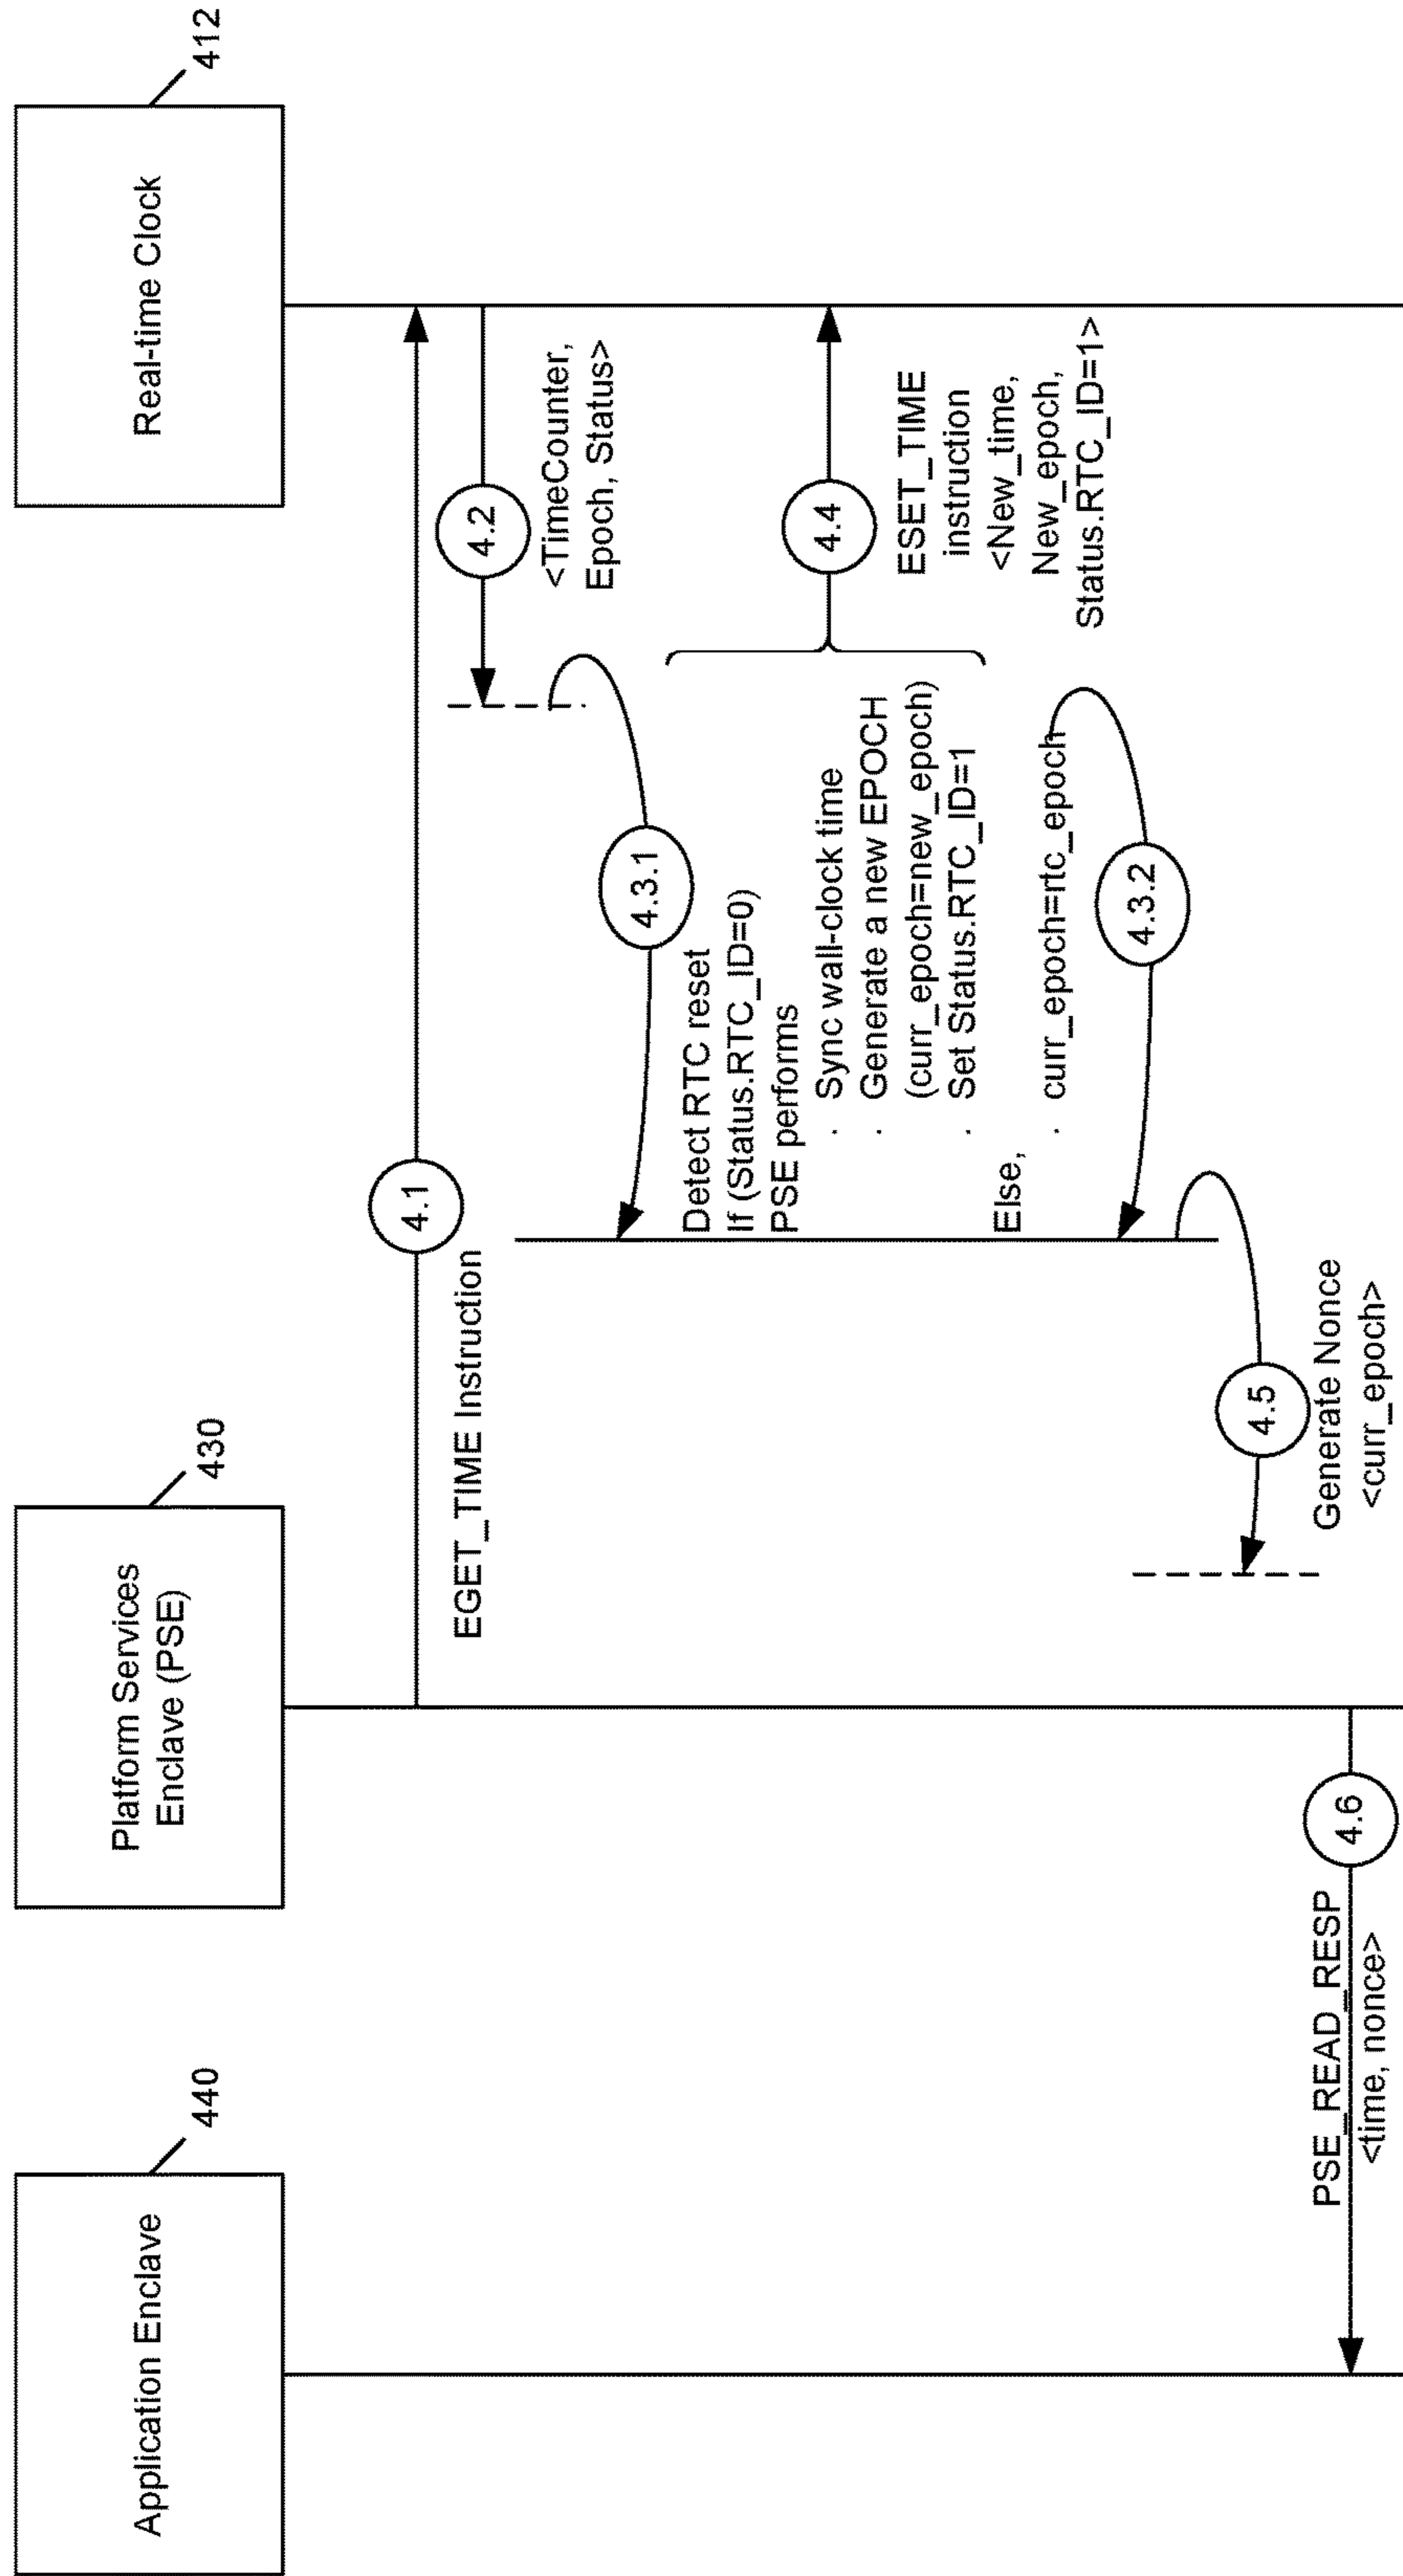 Application Enclave
440
Platform Services
Enclave (PSE)
430
Real-time Clock
412
4.1
EGET_TIME Instruction
4.2
<TimeCounter,
Epoch, Status>
4.3.1
Detect RTC reset
If (Status.RTC_ID=0)
PSE performs
· Sync wall-clock time
· Generate a new EPOCH
(curr_epoch=new_epoch)
· Set Status.RTC_ID=1
4.4
ESET_TIME
instruction
<New_time,
New_epoch,
Status.RTC_ID=1>
Else,
· curr_epoch=rtc_epoch
4.3.2
4.5
Generate Nonce
<curr_epoch>
4.6
PSE_READ_RESP
<time, nonce>